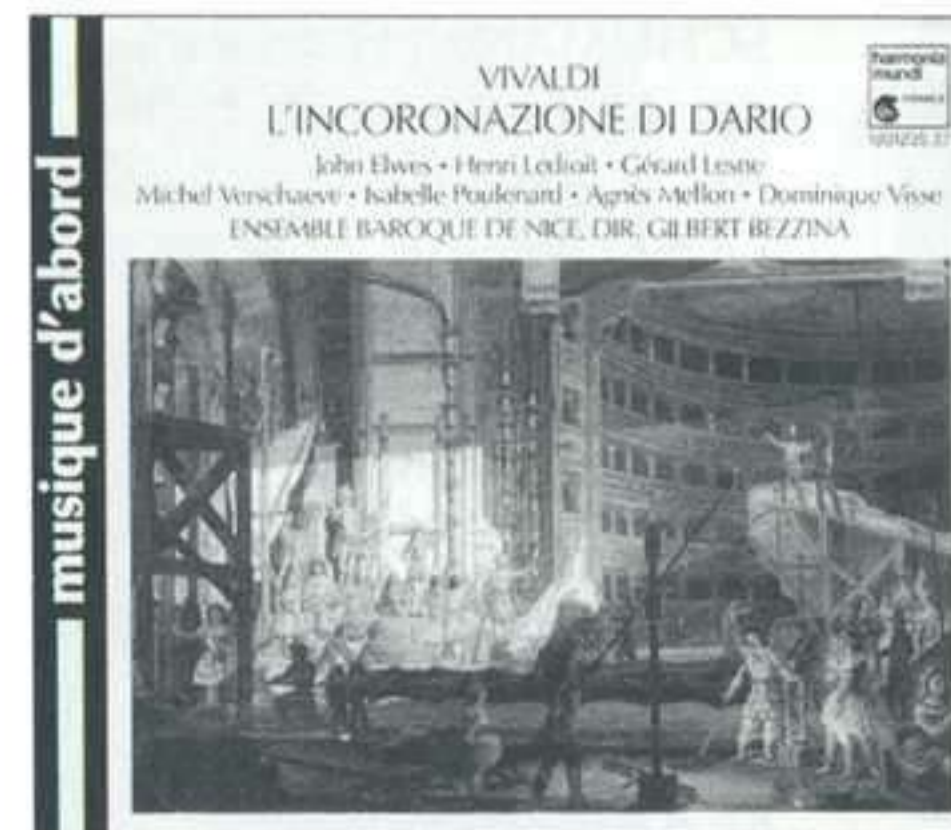 musique d'abord
VIVALDI
L'INCORONAZIONE DI DARIO
John Elwes • Henri Ledroit • Gérard Lesne
Michel Verschaeve • Isabelle Poulenard • Agnès Mellon • Dominique Visse
ENSEMBLE BAROQUE DE NICE, DIR. GILBERT BEZZINA
harmonia
mundi